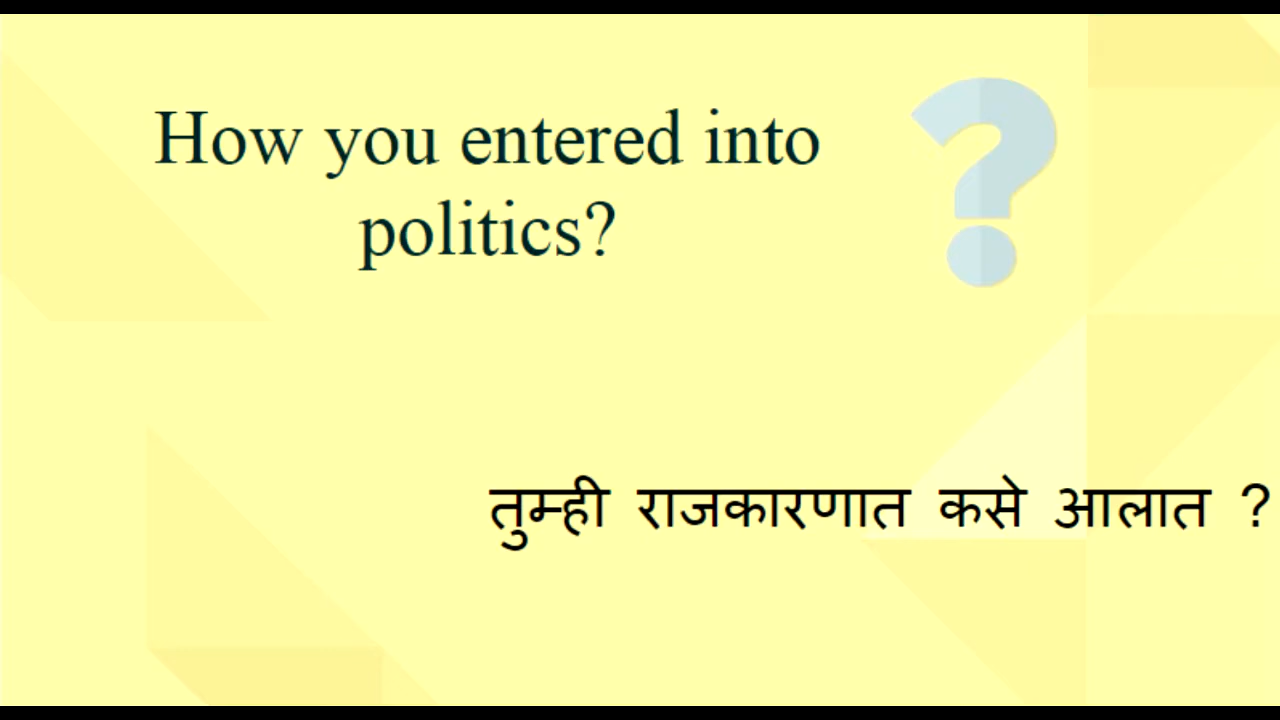 How you entered into
politics?
तुम्ही राजकारणात कसे आलात ?